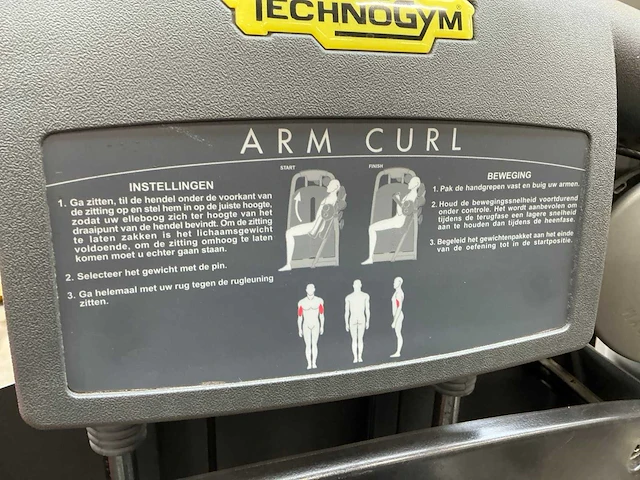 TECHNOGYM
ARM CURL
INSTELLINGEN
1. Ga zitten, til de hendel onder de voorkant van
de zitting op en stel hem in op de juiste hoogte,
zodat uw elleboog zich ter hoogte van het
draaipunt van de hendel bevindt. Om de zitting
te laten zakken is het lichaamsgewicht
voldoende, om de zitting omhoog te laten
komen moet u echter gaan staan.
2. Selecteer het gewicht met de pin.
3. Ga helemaal met uw rug tegen de rugleuning
zitten.
START
FINISH
BEWEGING
1. Pak de handgrepen vast en buig uw armen.
2. Houd de bewegingssnelheid voortdurend
onder controle. Het wordt aanbevolen om
tijdens de terugfase een lagere snelheid
aan te houden dan tijdens de heenfase.
3. Begeleid het gewichtenpakket aan het einde
van de oefening tot in de startpositie.